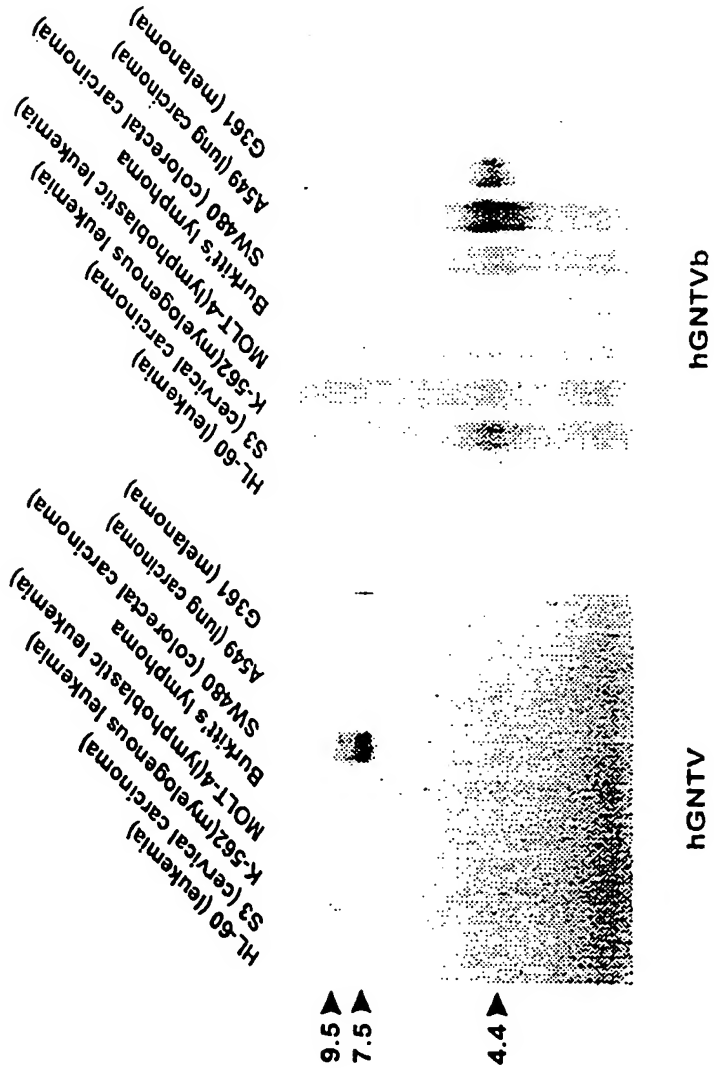 HL-60 (leukemia)
S3 (cervical carcinoma)
K-562(myelogenous leukemia)
MOLT-4(lymphoblastic leukemia)
Burkitt's lymphoma
SW480 (colorectal carcinoma)
A549 (lung carcinoma)
G361 (melanoma)
HL-60 (leukemia)
S3 (cervical carcinoma)
K-562(myelogenous leukemia)
MOLT-4(lymphoblastic leukemia)
Burkitt's lymphoma
SW480 (colorectal carcinoma)
A549 (lung carcinoma)
G361 (melanoma)
9.5
7.5
4.4
hGNTV
hGNTVb